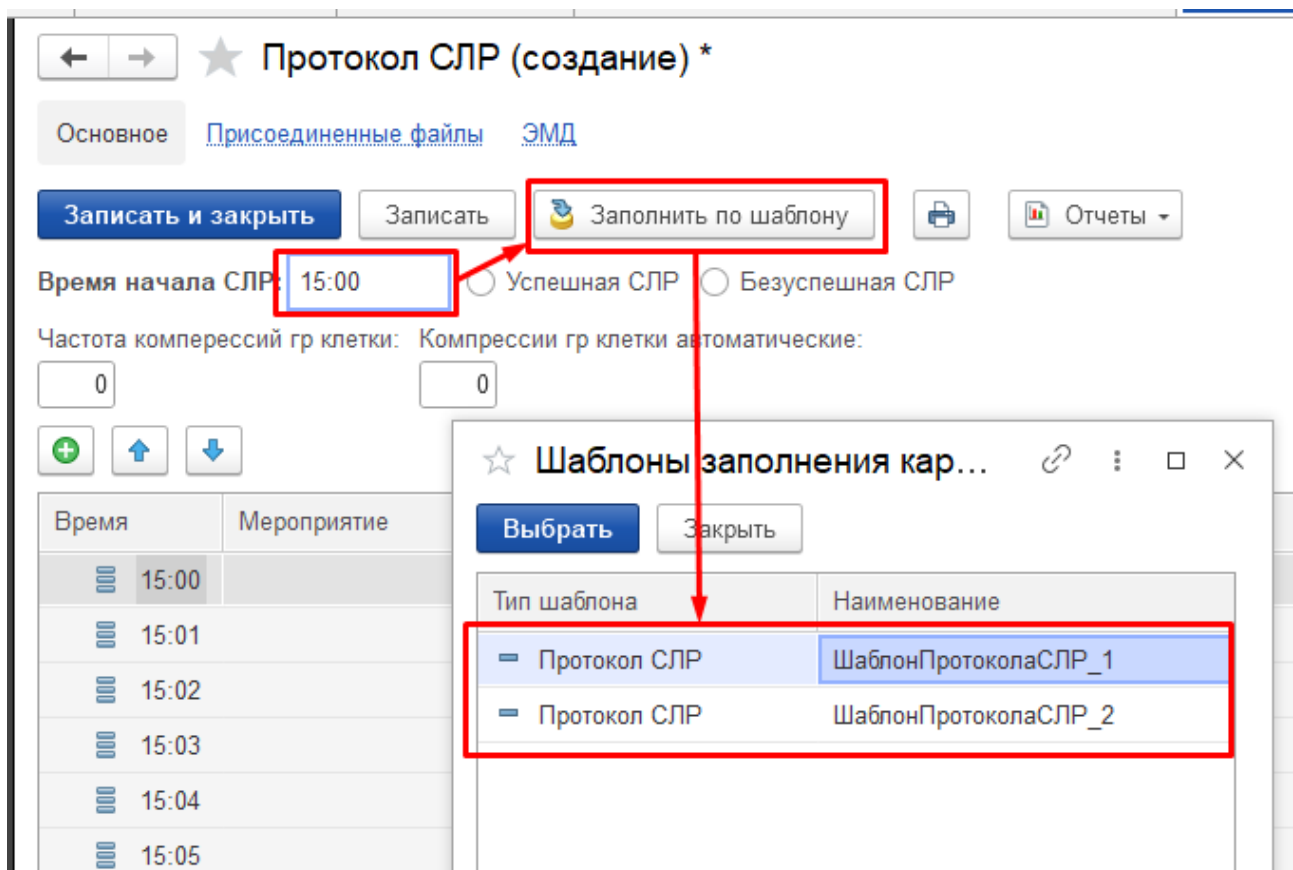 Протокол СЛР (создание) *
Основное Присоединенные файлы ЭМД
Записать и закрыть Записать Заполнить по шаблону Отчеты
Время начала СЛР: 15:00 Успешная СЛР Безуспешная СЛР
Частота комперессий гр клетки: Компрессии гр клетки автоматические:
0 0
Шаблоны заполнения кар...
Выбрать Закрыть
Время Мероприятие
Тип шаблона Наименование
15:00
Протокол СЛР ШаблонПротоколаСЛР_1
15:01
15:02
Протокол СЛР ШаблонПротоколаСЛР_2
15:03
15:04
15:05